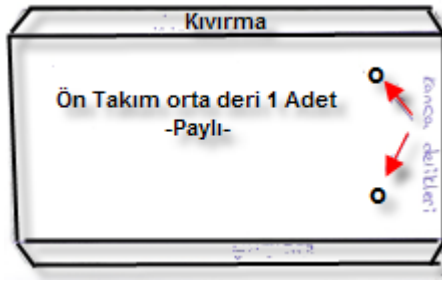 Kıvırma
Ön Takım orta deri 1 Adet
-Paylı-
kanca delikleri